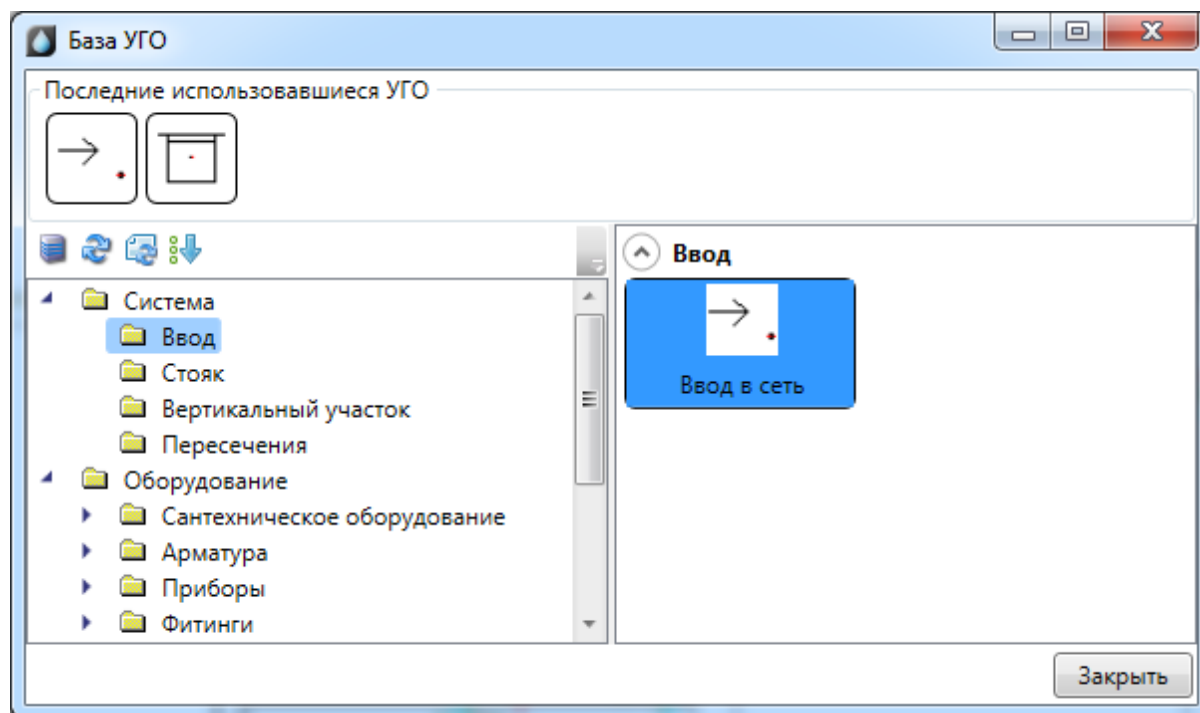 База УГО
Последние использовавшиеся УГО
Система
Ввод
Стояк
Вертикальный участок
Пересечения
Оборудование
Сантехническое оборудование
Арматура
Приборы
Фитинги
Ввод
Ввод в сеть
Закрыть